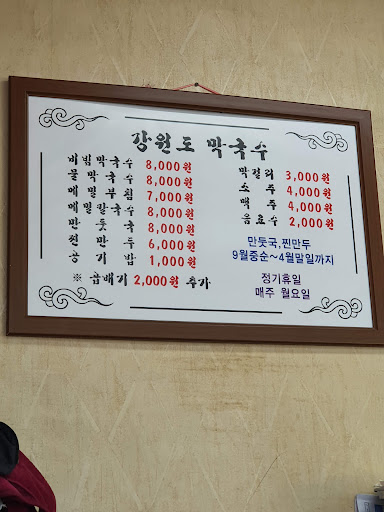 강원도 막국수
비빔막국수 8,000원
물막국수 8,000원
메밀부침 7,000원
메밀칼국수 8,000원
만둣국 8,000원
찐만두 6,000원
공기밥 1,000원
※ 곱배기 2,000원 추가
막걸리 3,000원
소주 4,000원
맥주 4,000원
음료수 2,000원
만둣국,찐만두
9월중순~4월말일까지
정기휴일
매주 월요일